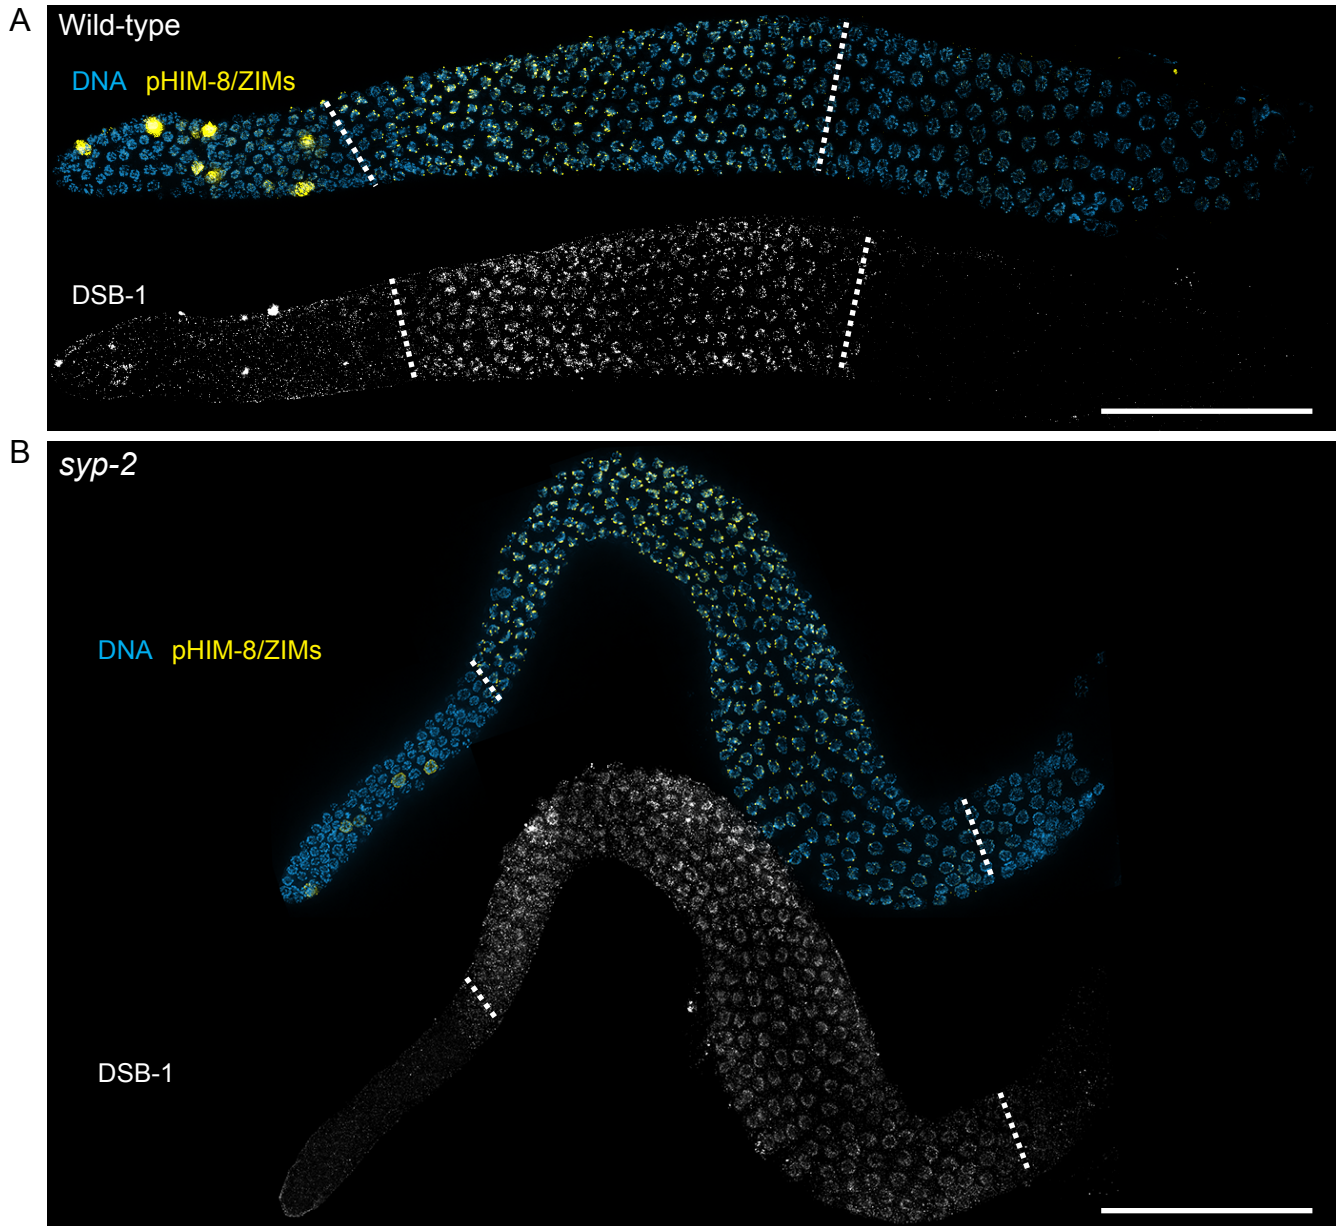 A
Wild-type
DNA pHIM-8/ZIMs
DSB-1
B
syp-2
DNA pHIM-8/ZIMs
DSB-1